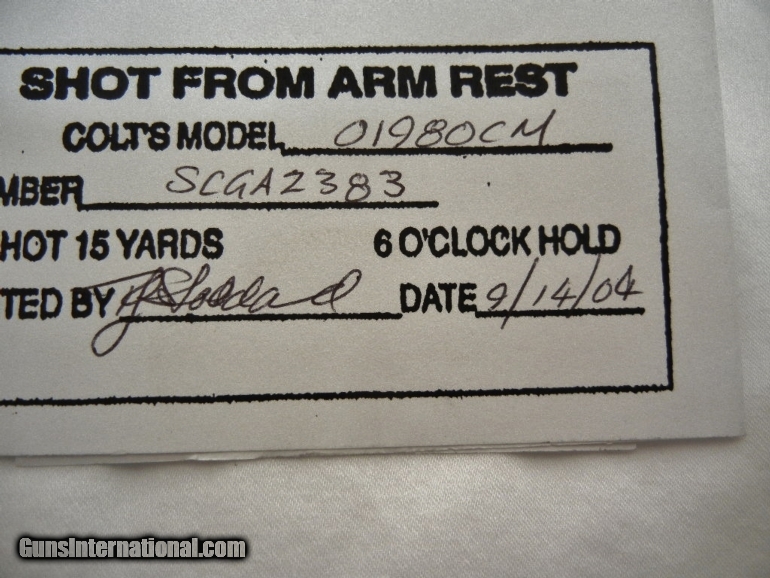 SHOT FROM ARM REST
COLT'S MODEL 01980CM
MBER SCGA2383
HOT 15 YARDS 6 O'CLOCK HOLD
TED BY DATE 9/14/04
GunsInternational.com